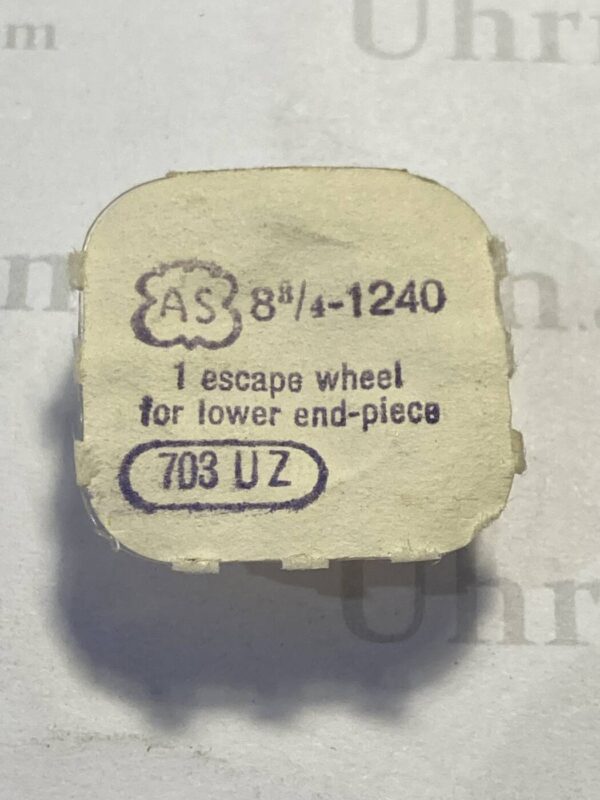 AS 8³/₄-1240
1 escape wheel
for lower end-piece
703 UZ